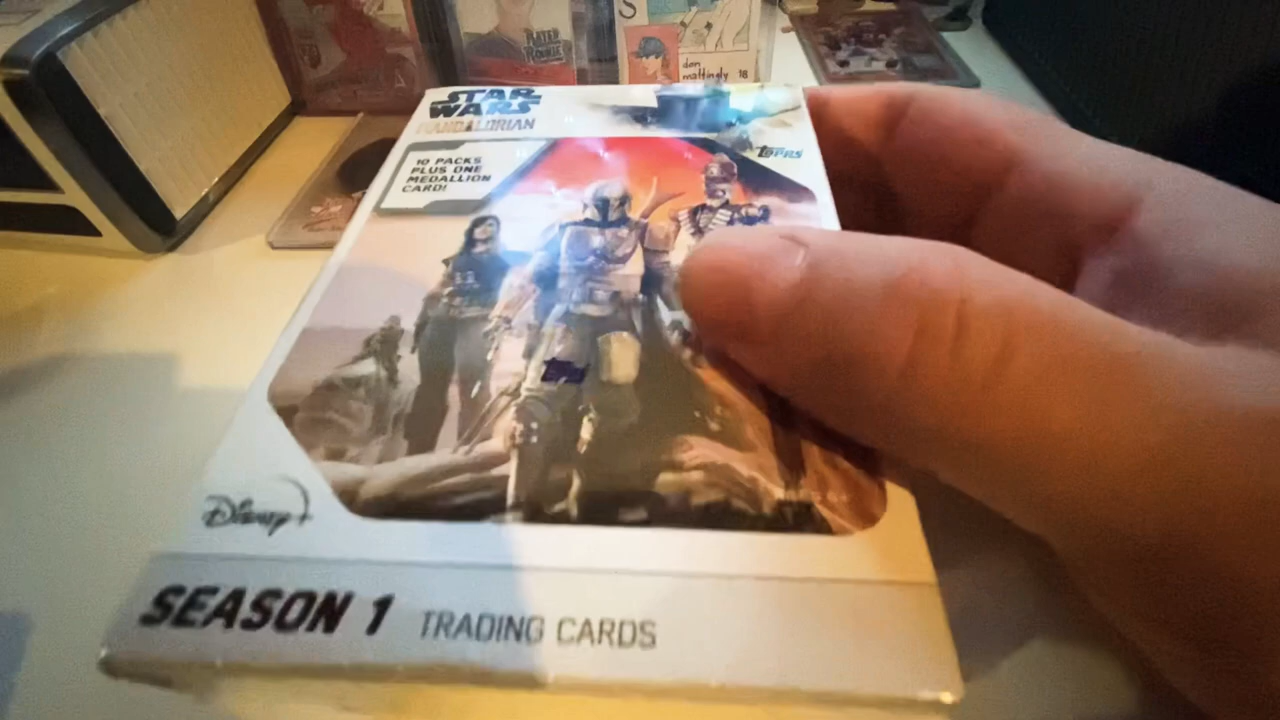 RATED
ROOKIE
S
don
mattingly 18
STAR
WARS
MANDALORIAN
TOPPS
10 PACKS
PLUS ONE
MEDALLION
CARD!
TOPPS
Disney+
SEASON 1 TRADING CARDS